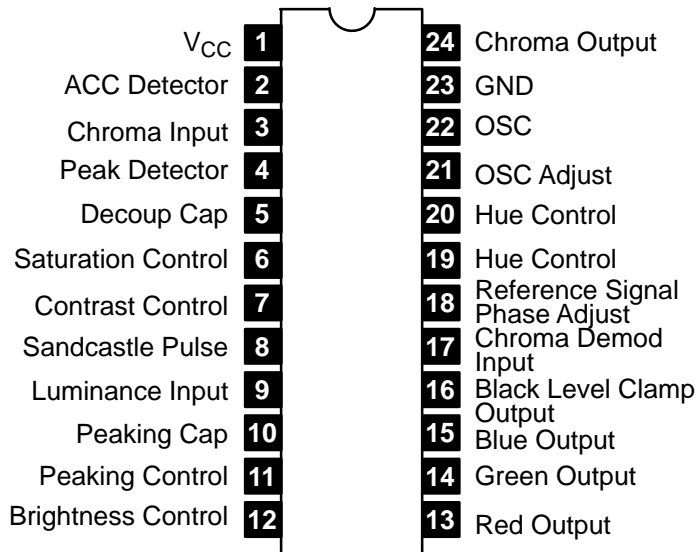 VCC 1
ACC Detector 2
Chroma Input 3
Peak Detector 4
Decoup Cap 5
Saturation Control 6
Contrast Control 7
Sandcastle Pulse 8
Luminance Input 9
Peaking Cap 10
Peaking Control 11
Brightness Control 12
24 Chroma Output
23 GND
22 OSC
21 OSC Adjust
20 Hue Control
19 Hue Control
18 Reference Signal
Phase Adjust
17 Chroma Demod
Input
16 Black Level Clamp
Output
15 Blue Output
14 Green Output
13 Red Output